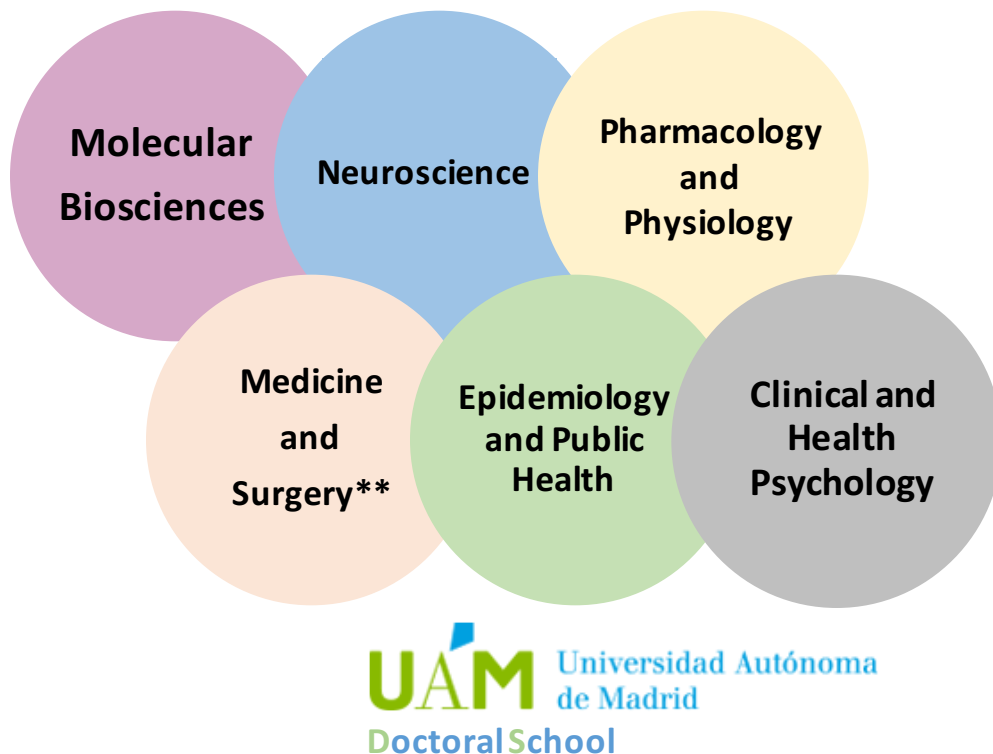 Molecular
Biosciences
Neuroscience
Pharmacology
and
Physiology
Medicine
and
Surgery**
Epidemiology
and Public
Health
Clinical and
Health
Psychology
UAM Universidad Autónoma
de Madrid
Doctoral School